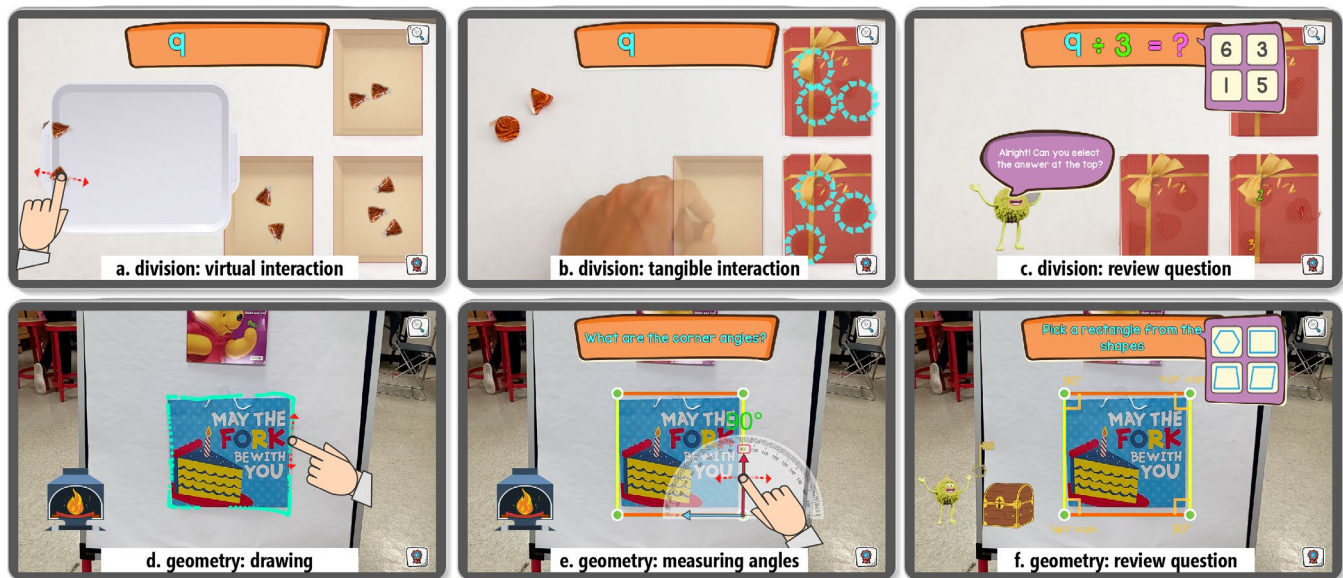 9
a. division: virtual interaction
9
b. division: tangible interaction
9 ÷ 3 = ?
6 3
1 5
Alright! Can you select
the answer at the top?
2
3
c. division: review question
MAY THE
FORK
BE WITH
YOU
d. geometry: drawing
What are the corner angles?
MAY THE
FORK
BE WITH
YOU
90°
e. geometry: measuring angles
Pick a rectangle from the
shapes
MAY THE
FORK
BE WITH
YOU
f. geometry: review question